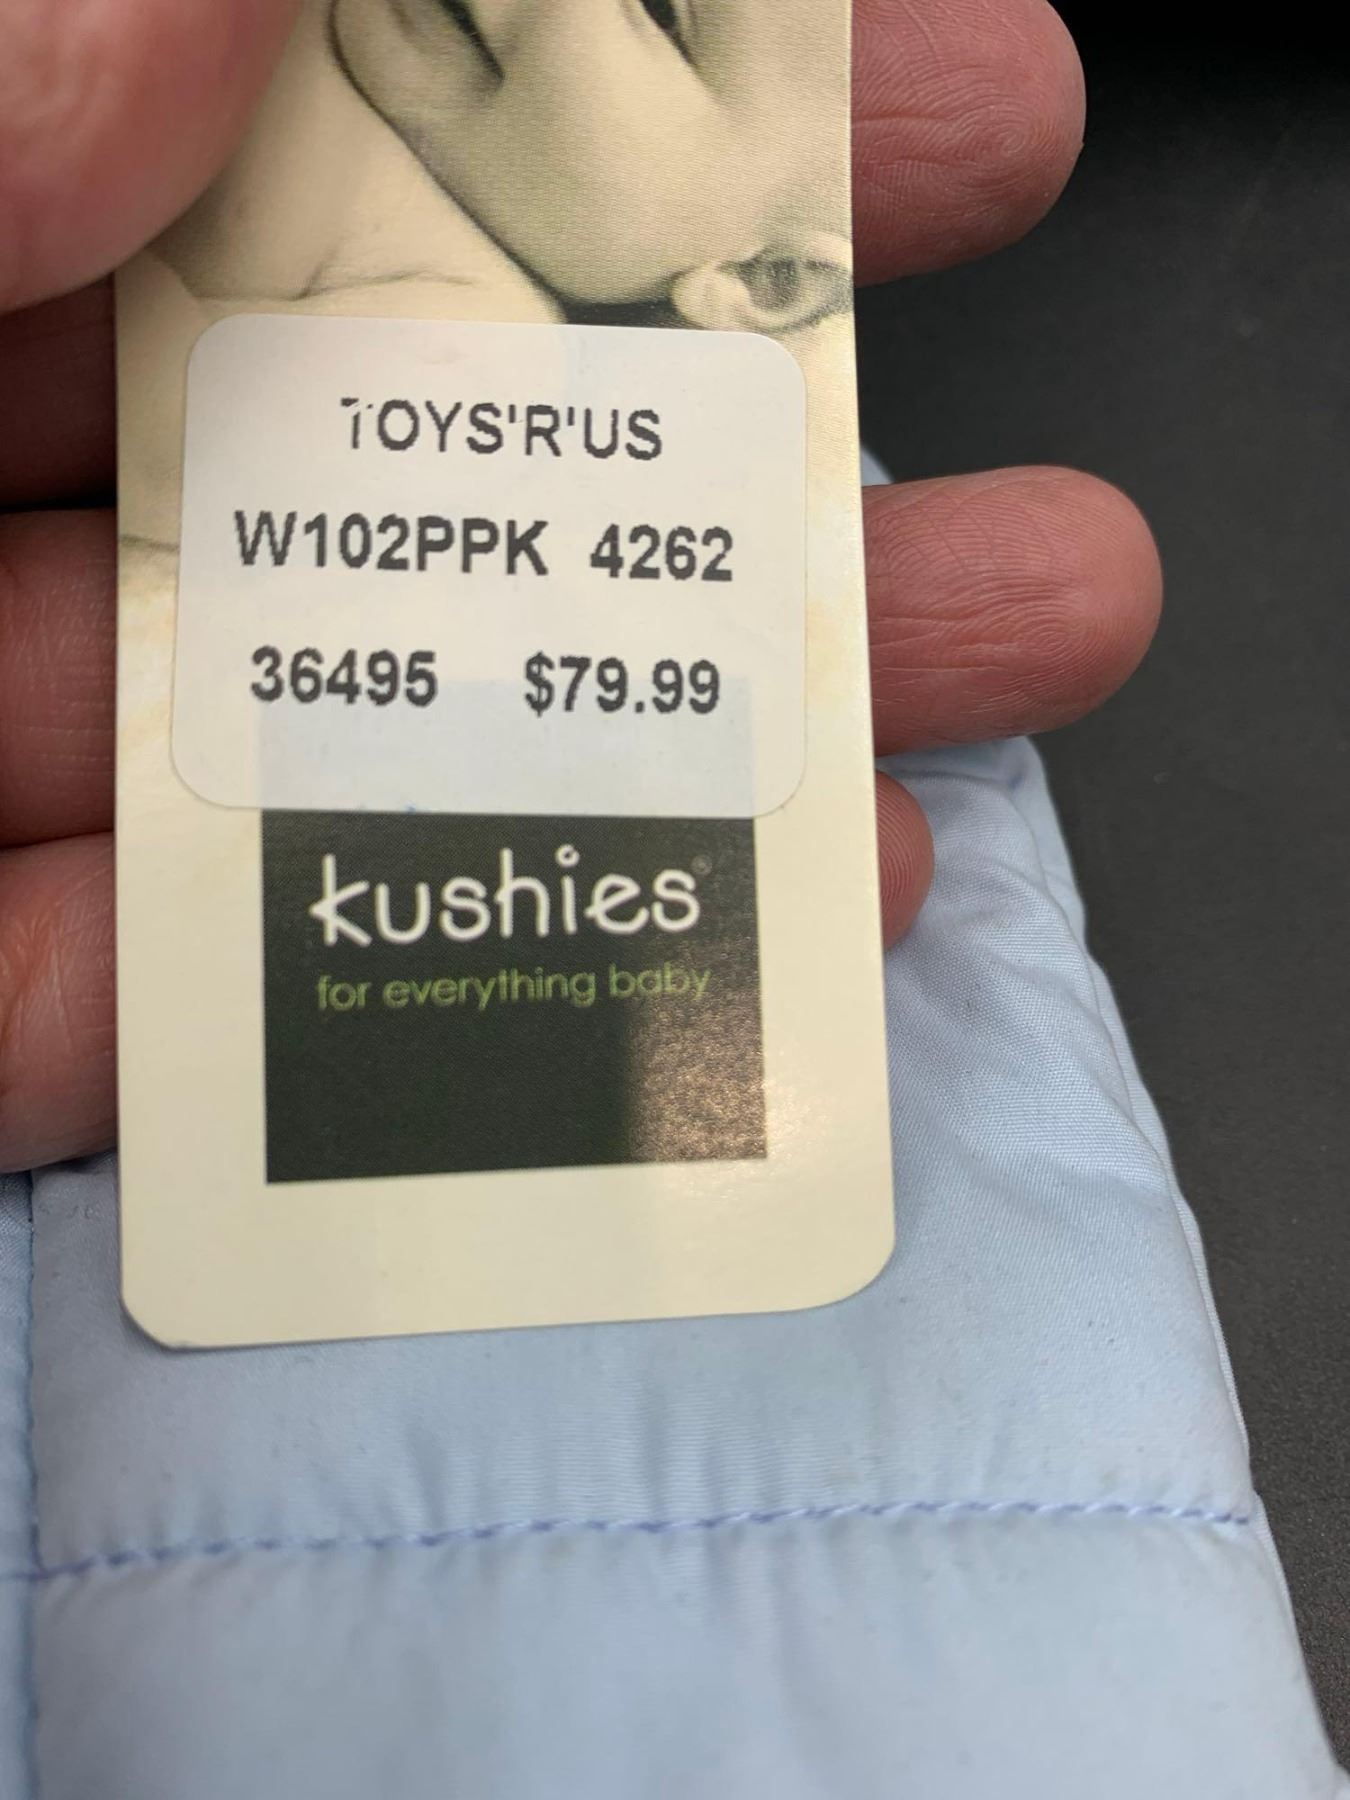 TOYS'R'US
W102PPK 4262
36495 $79.99
kushies®
for everything baby